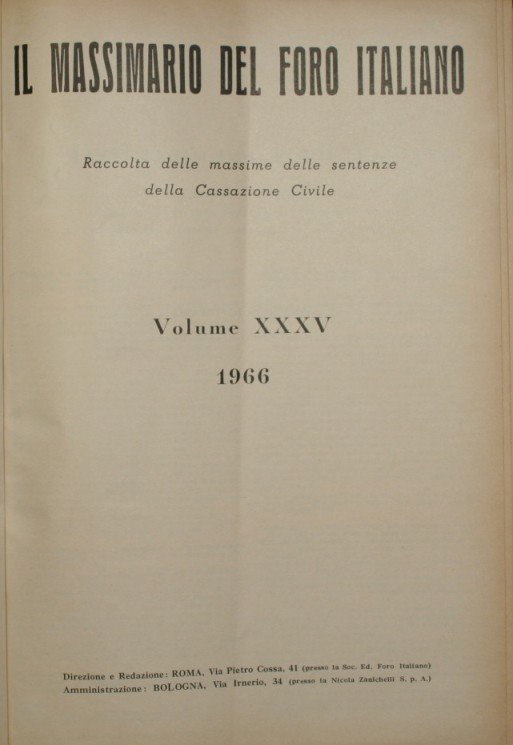 IL MASSIMARIO DEL FORO ITALIANO
Raccolta delle massime delle sentenze
della Cassazione Civile
Volume XXXV
1966
Direzione e Redazione: ROMA, Via Pietro Cossa, 41 (presso la Soc. Ed. Foro Italiano)
Amministrazione: BOLOGNA, Via Irnerio, 34 (presso la Nicola Zanichelli S. p. A.)